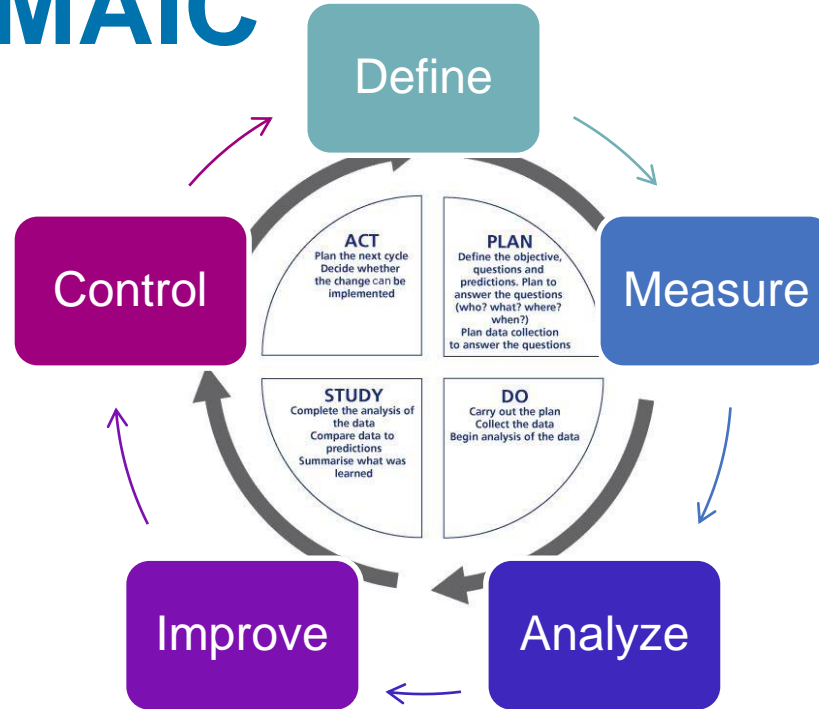 MAIC
Define
Control
Measure
ACT
Plan the next cycle
Decide whether
the change can be
implemented
PLAN
Define the objective,
questions and
predictions. Plan to
answer the questions
(who? what? where?
when?)
Plan data collection
to answer the questions
STUDY
Complete the analysis of
the data
Compare data to
predictions
Summarise what was
learned
DO
Carry out the plan
Collect the data
Begin analysis of the data
Improve
Analyze